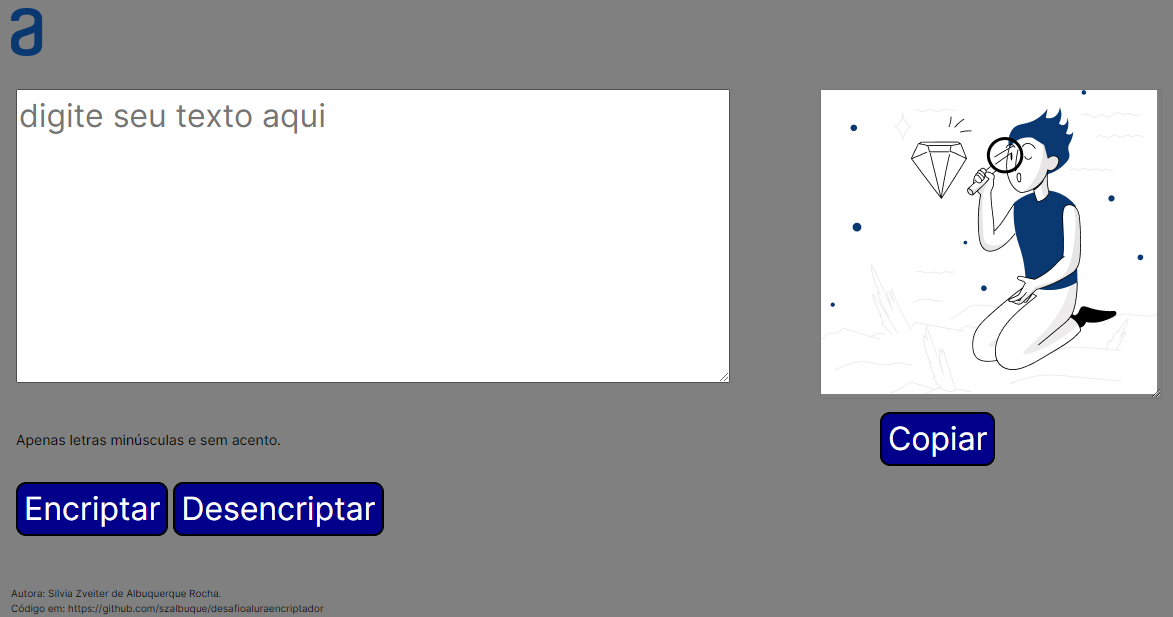 a
digite seu texto aqui
Apenas letras minúsculas e sem acento.
Copiar
Encriptar Desencriptar
Autora: Silvia Zveiter de Albuquerque Rocha.
Código em: https://github.com/szalbuque/desafioaluraencriptador